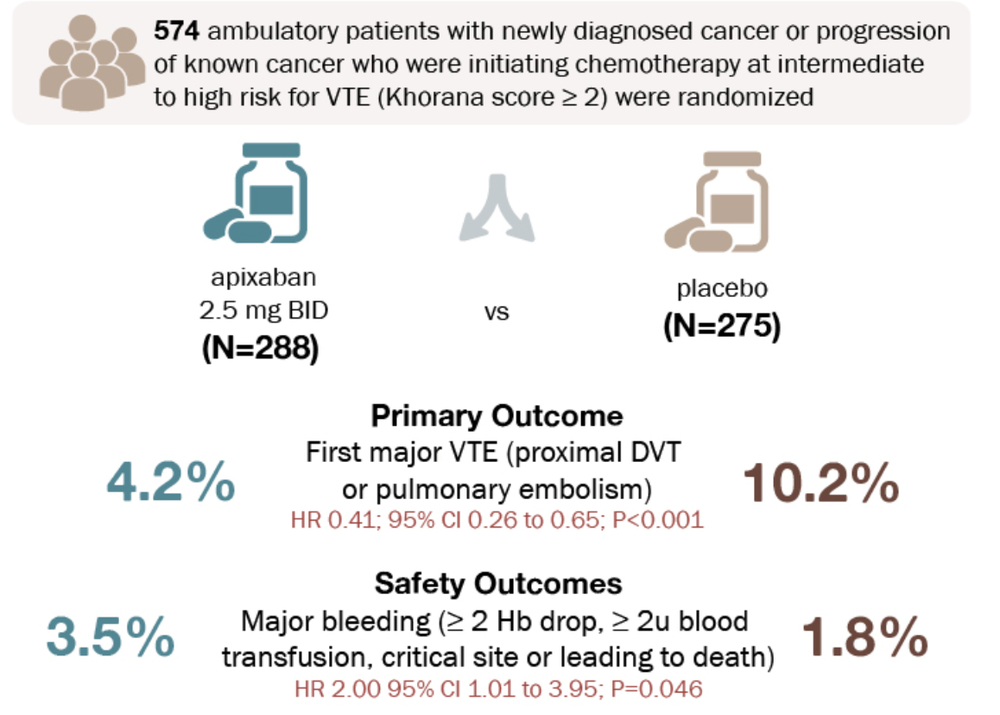 574 ambulatory patients with newly diagnosed cancer or progression
of known cancer who were initiating chemotherapy at intermediate
to high risk for VTE (Khorana score ≥ 2) were randomized
apixaban
2.5 mg BID
(N=288)
vs
placebo
(N=275)
Primary Outcome
4.2%
First major VTE (proximal DVT
or pulmonary embolism)
10.2%
HR 0.41; 95% CI 0.26 to 0.65; P<0.001
Safety Outcomes
3.5%
Major bleeding (≥ 2 Hb drop, ≥ 2u blood
transfusion, critical site or leading to death)
1.8%
HR 2.00 95% CI 1.01 to 3.95; P=0.046